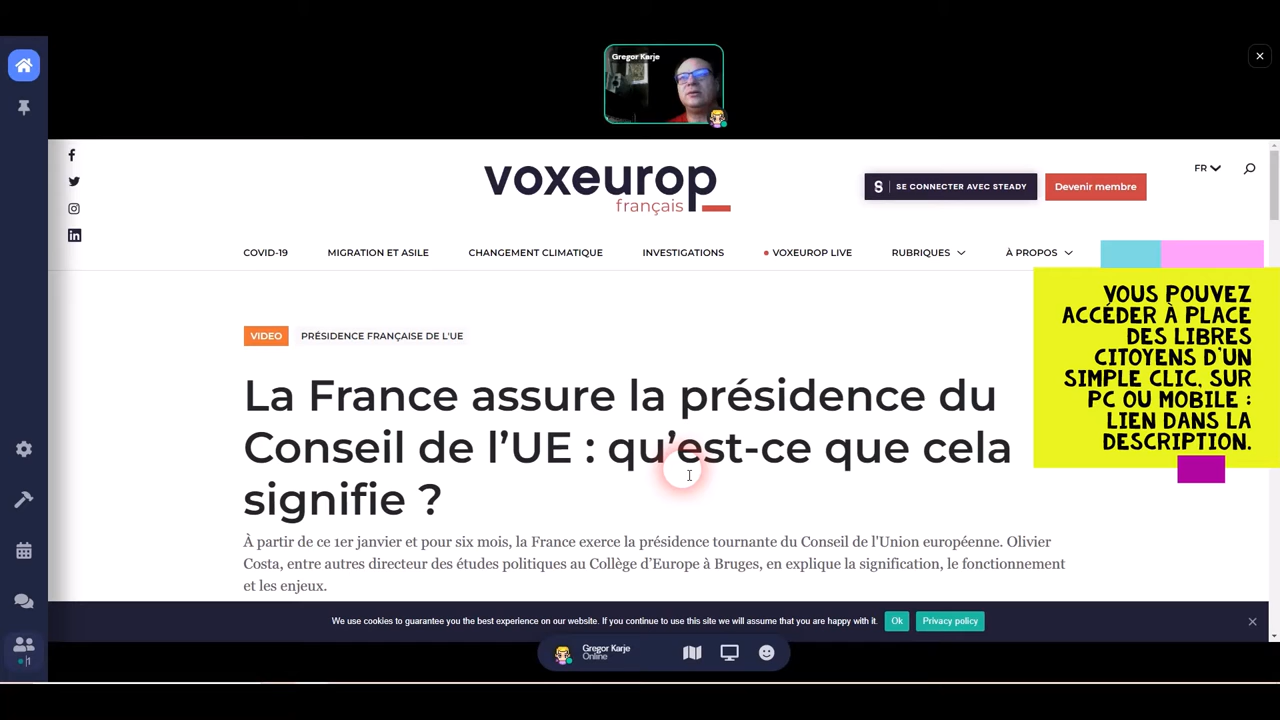 Gregor Karje
voxeurop
français
SE CONNECTER AVEC STEADY
Devenir membre
FR
COVID-19
MIGRATION ET ASILE
CHANGEMENT CLIMATIQUE
INVESTIGATIONS
VOXEUROP LIVE
RUBRIQUES
À PROPOS
VOUS POUVEZ
ACCÉDER À PLACE
DES LIBRES
CITOYENS D'UN
SIMPLE CLIC, SUR
PC OU MOBILE :
LIEN DANS LA
DESCRIPTION.
VIDEO
PRÉSIDENCE FRANÇAISE DE L'UE
La France assure la présidence du
Conseil de l’UE : qu’est-ce que cela
signifie ?
À partir de ce 1er janvier et pour six mois, la France exerce la présidence tournante du Conseil de l'Union européenne. Olivier
Costa, entre autres directeur des études politiques au Collège d’Europe à Bruges, en explique la signification, le fonctionnement
et les enjeux.
We use cookies to guarantee you the best experience on our website. If you continue to use this site we will assume that you are happy with it.
Ok
Privacy policy
Gregor Karje
Online
1